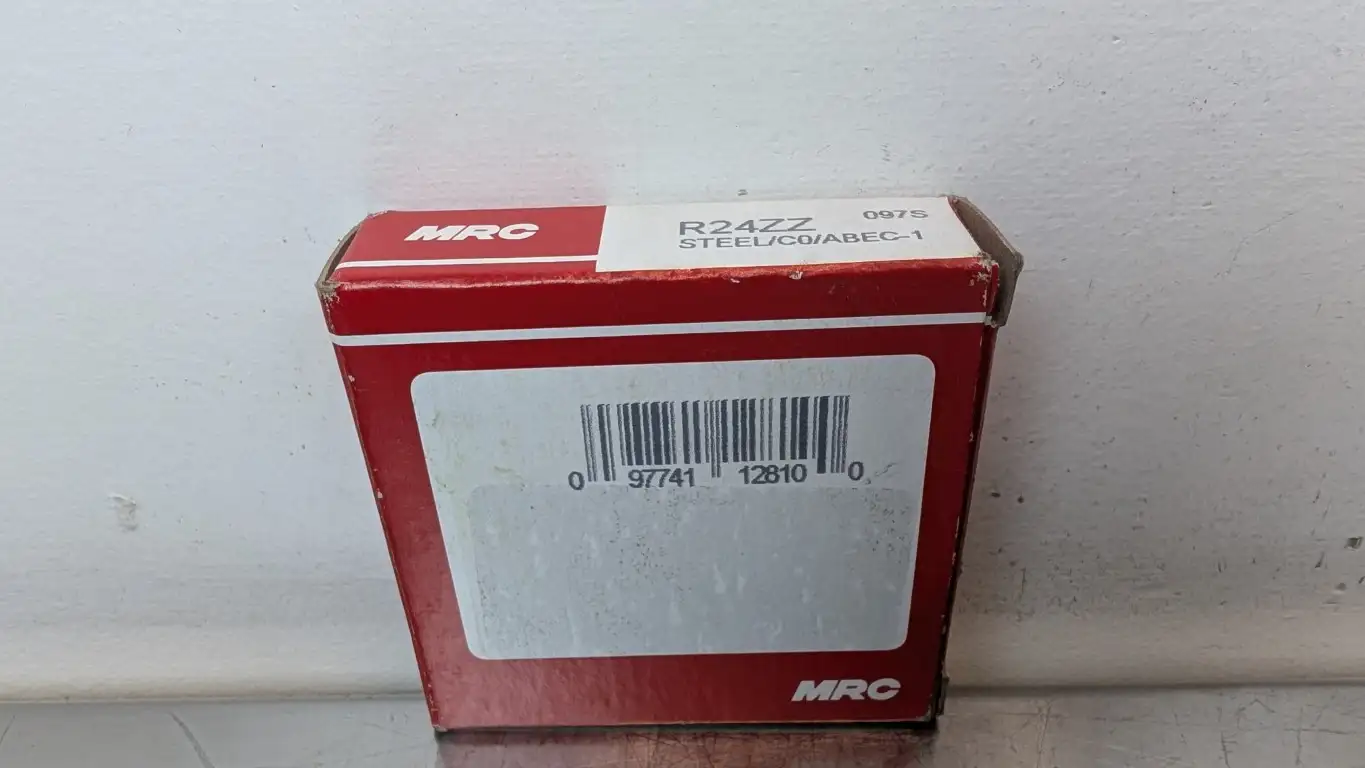 MRC
R24ZZ 097S
STEEL/C0/ABEC-1
0 97741 12810 0
MRC